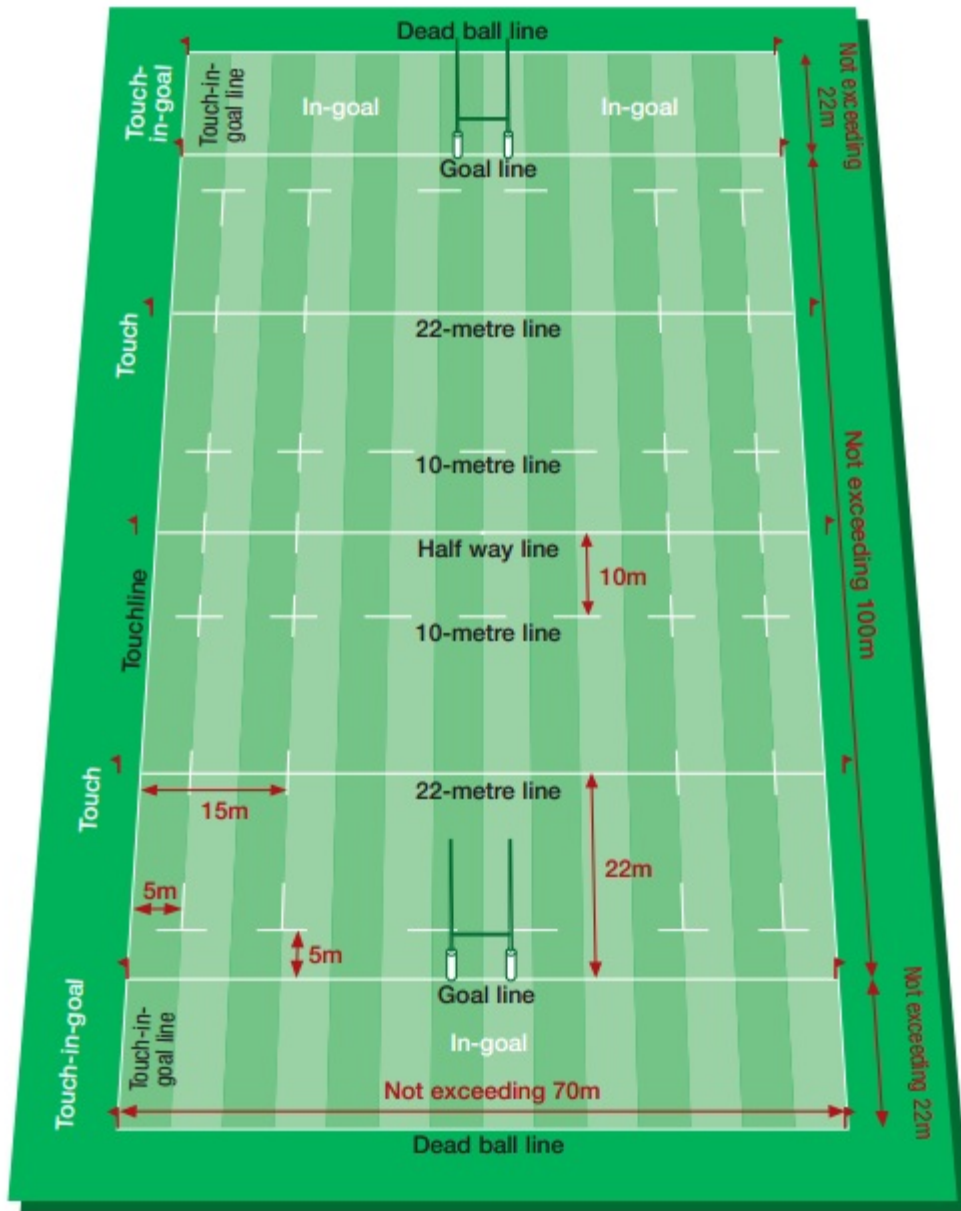 Dead ball line
Touch-
in-goal
Touch-in-
goal line
In-goal
In-goal
Not exceeding
22m
Goal line
Touch
22-metre line
10-metre line
Not exceeding 100m
Half way line
10m
Touchline
10-metre line
Touch
22-metre line
15m
22m
5m
5m
Goal line
Touch-in-goal
Touch-in-
goal line
In-goal
Not exceeding 22m
Not exceeding 70m
Dead ball line